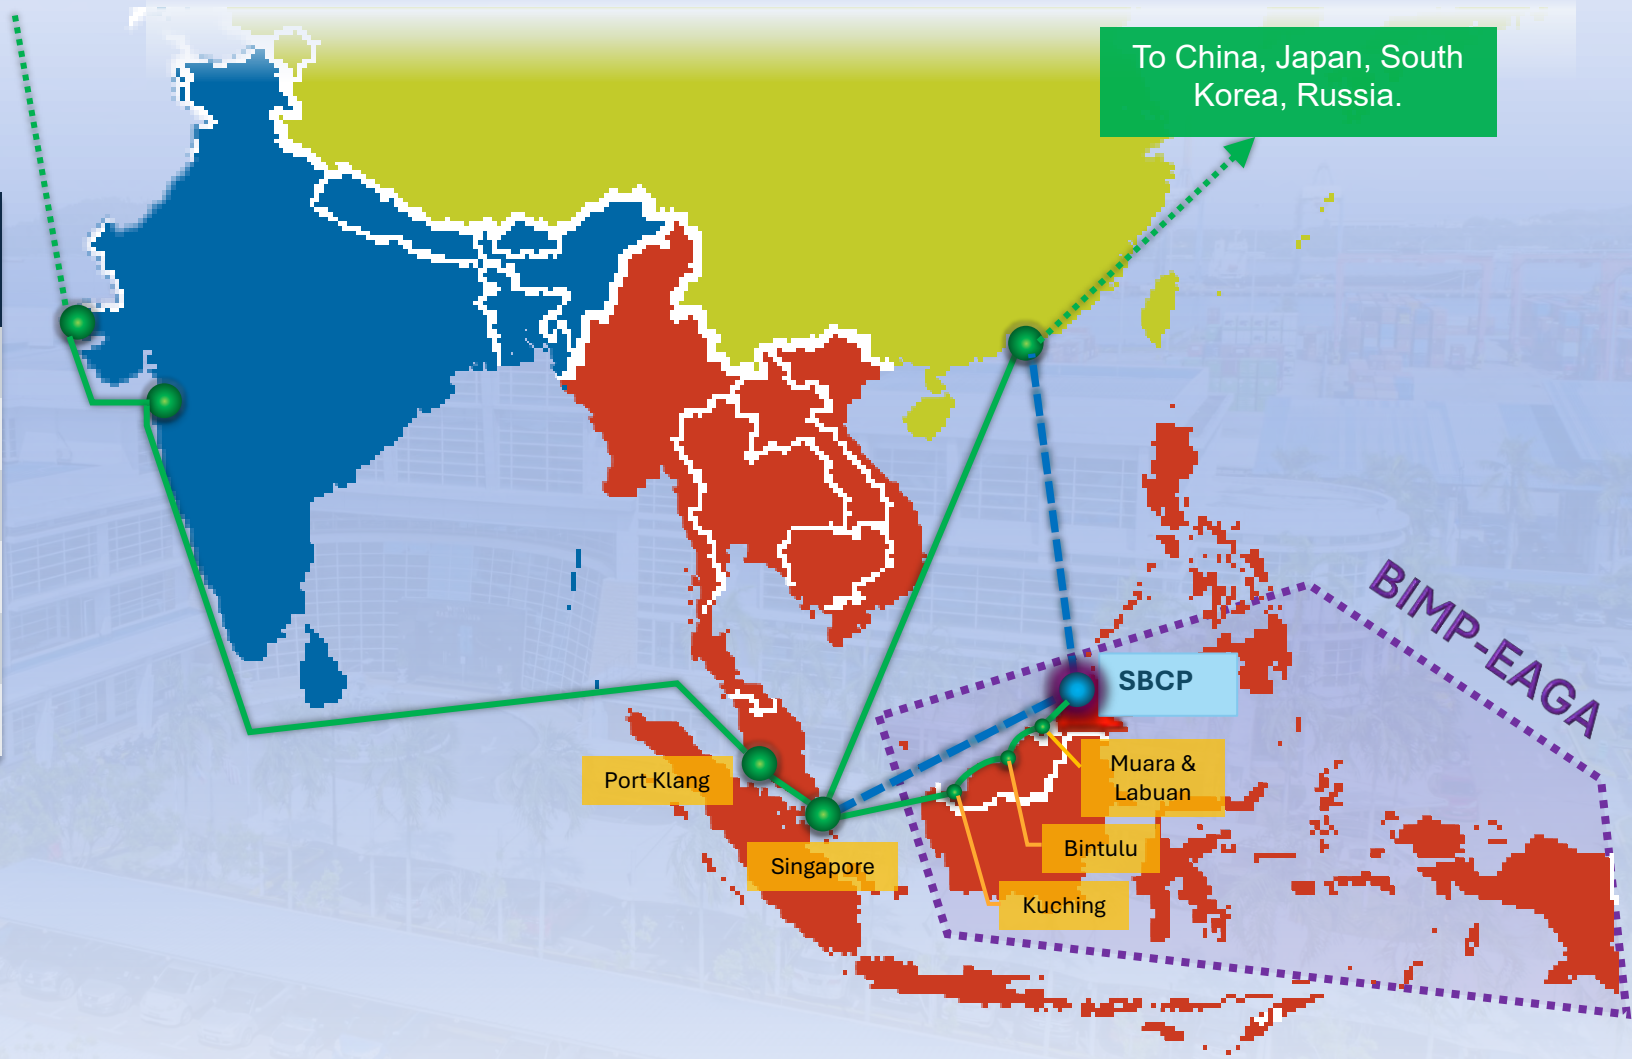 To China, Japan, South
Korea, Russia.
BIMP-EAGA
SBCP
Port Klang
Muara &
Labuan
Singapore
Bintulu
Kuching